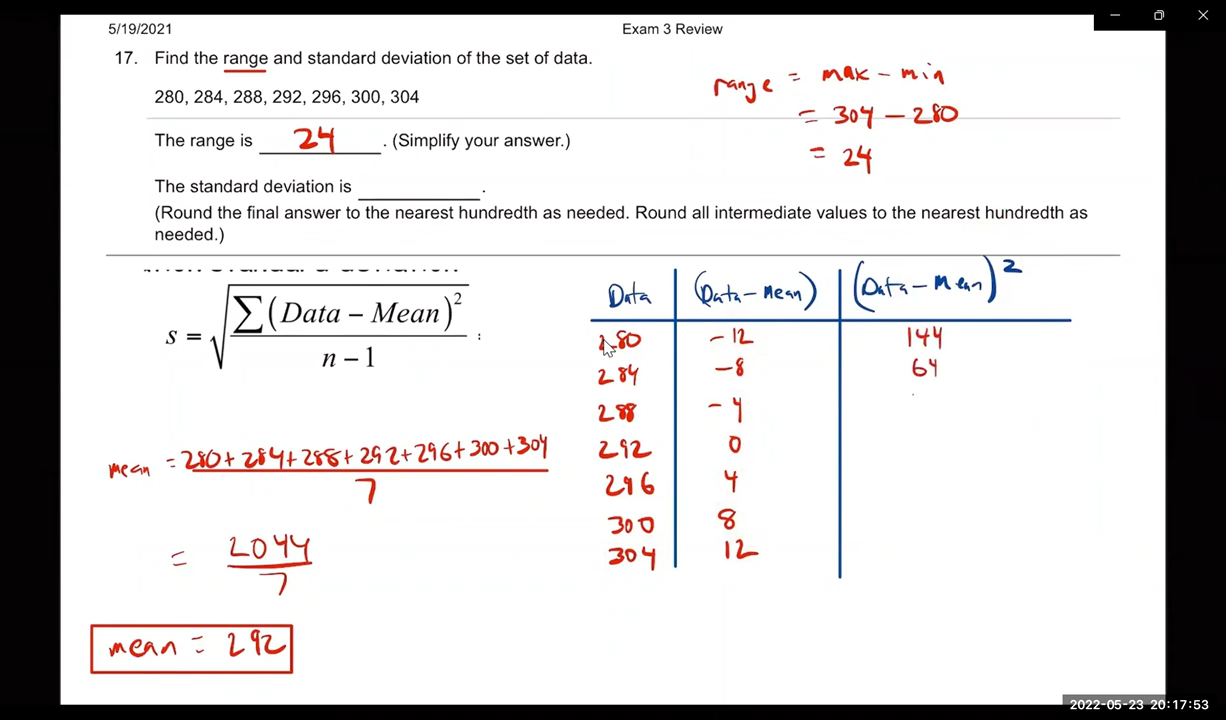 5/19/2021 Exam 3 Review
17. Find the range and standard deviation of the set of data.
280, 284, 288, 292, 296, 300, 304
The range is 24 . (Simplify your answer.)
range = max - min
= 304 - 280
= 24
The standard deviation is ____________.
(Round the final answer to the nearest hundredth as needed. Round all intermediate values to the nearest hundredth as
needed.)
s = √(∑(Data – Mean)² / (n – 1))
mean = 280+284+288+292+296+300+304 / 7
= 2044 / 7
mean = 292
Data (Data - Mean) (Data - Mean)²
280 -12 144
284 -8 64
288 -4
292 0
296 4
300 8
304 12
2022-05-23 20:17:53